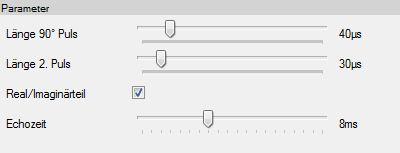 Parameter
Länge 90° Puls 40µs
Länge 2. Puls 30µs
Real/Imaginärteil
Echozeit 8ms